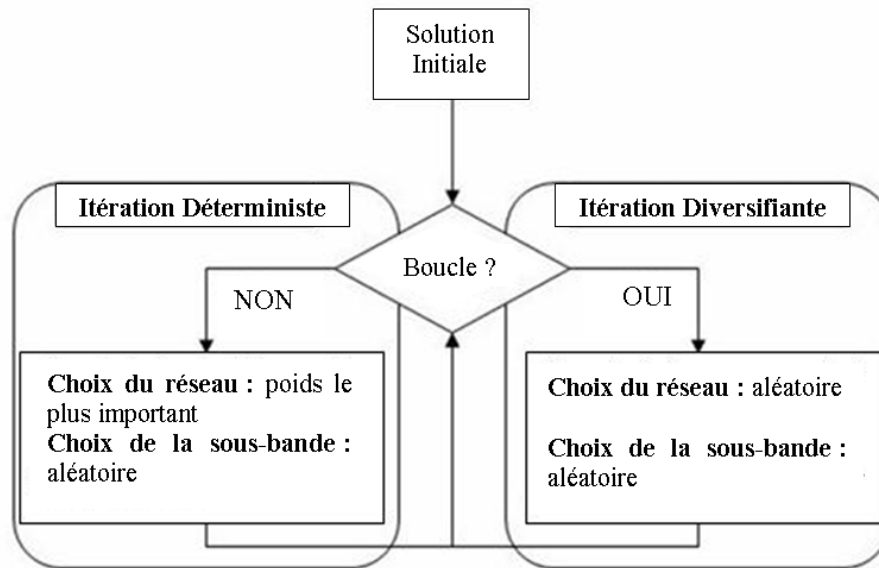 Solution
Initiale
Itération Déterministe
Itération Diversifiante
Boucle ?
NON
OUI
Choix du réseau : poids le
plus important
Choix de la sous-bande :
aléatoire
Choix du réseau : aléatoire
Choix de la sous-bande :
aléatoire